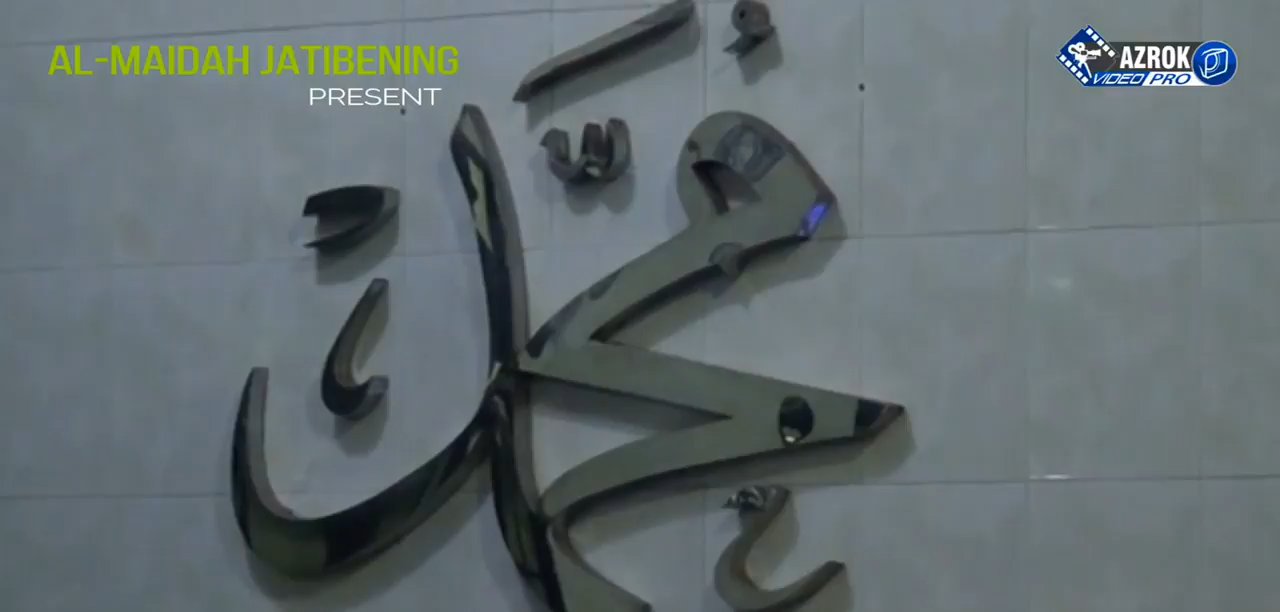 AL-MAIDAH JATIBENING
PRESENT
AZROK
VIDEO PRO
محمد